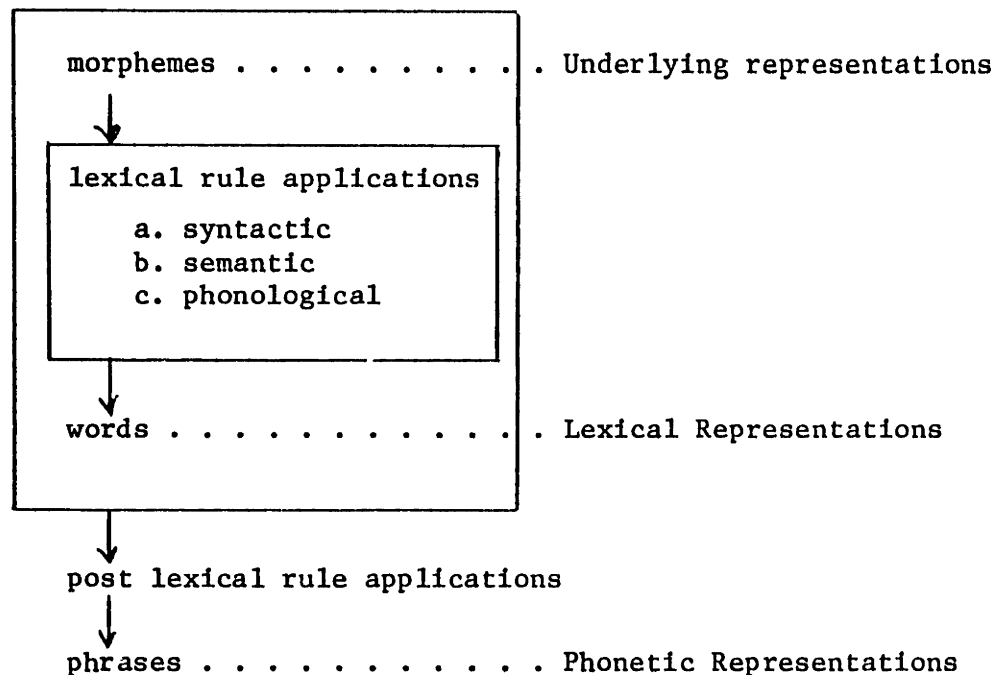 morphemes . . . . . . . . . . . Underlying representations
lexical rule applications
a. syntactic
b. semantic
c. phonological
words . . . . . . . . . . . . . Lexical Representations
post lexical rule applications
phrases . . . . . . . . . . . . Phonetic Representations